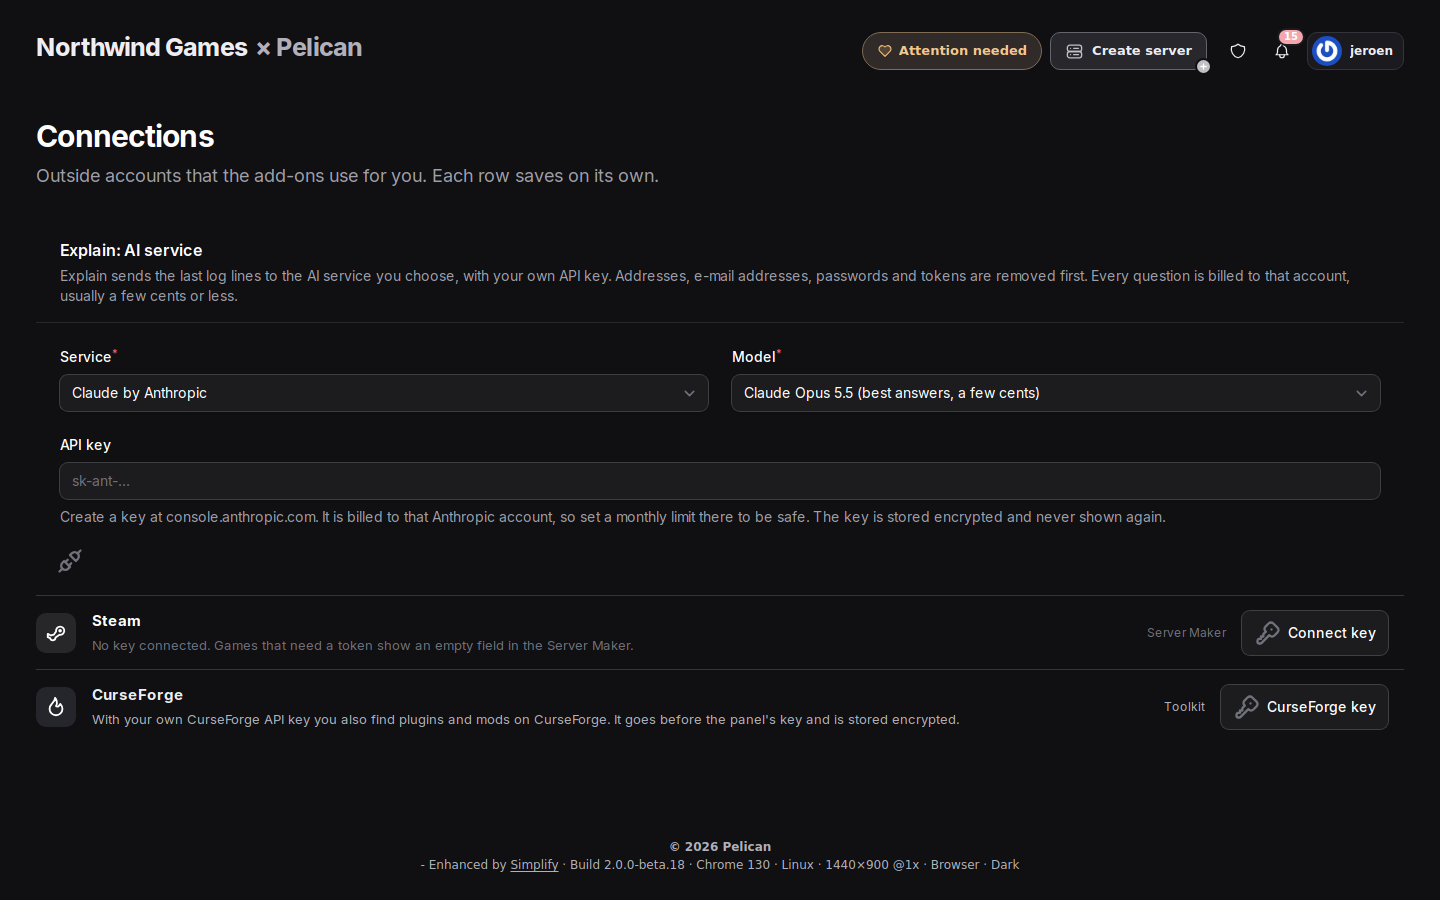 Northwind Games × Pelican
Attention needed
Create server
15
jeroen
Connections
Outside accounts that the add-ons use for you. Each row saves on its own.
Explain: AI service
Explain sends the last log lines to the AI service you choose, with your own API key. Addresses, e-mail addresses, passwords and tokens are removed first. Every question is billed to that account,
usually a few cents or less.
Service*
Model*
Claude by Anthropic
Claude Opus 5.5 (best answers, a few cents)
API key
sk-ant-...
Create a key at console.anthropic.com. It is billed to that Anthropic account, so set a monthly limit there to be safe. The key is stored encrypted and never shown again.
Steam
No key connected. Games that need a token show an empty field in the Server Maker.
Server Maker
Connect key
CurseForge
With your own CurseForge API key you also find plugins and mods on CurseForge. It goes before the panel's key and is stored encrypted.
Toolkit
CurseForge key
© 2026 Pelican
- Enhanced by Simplify · Build 2.0.0-beta.18 · Chrome 130 · Linux · 1440×900 @1x · Browser · Dark